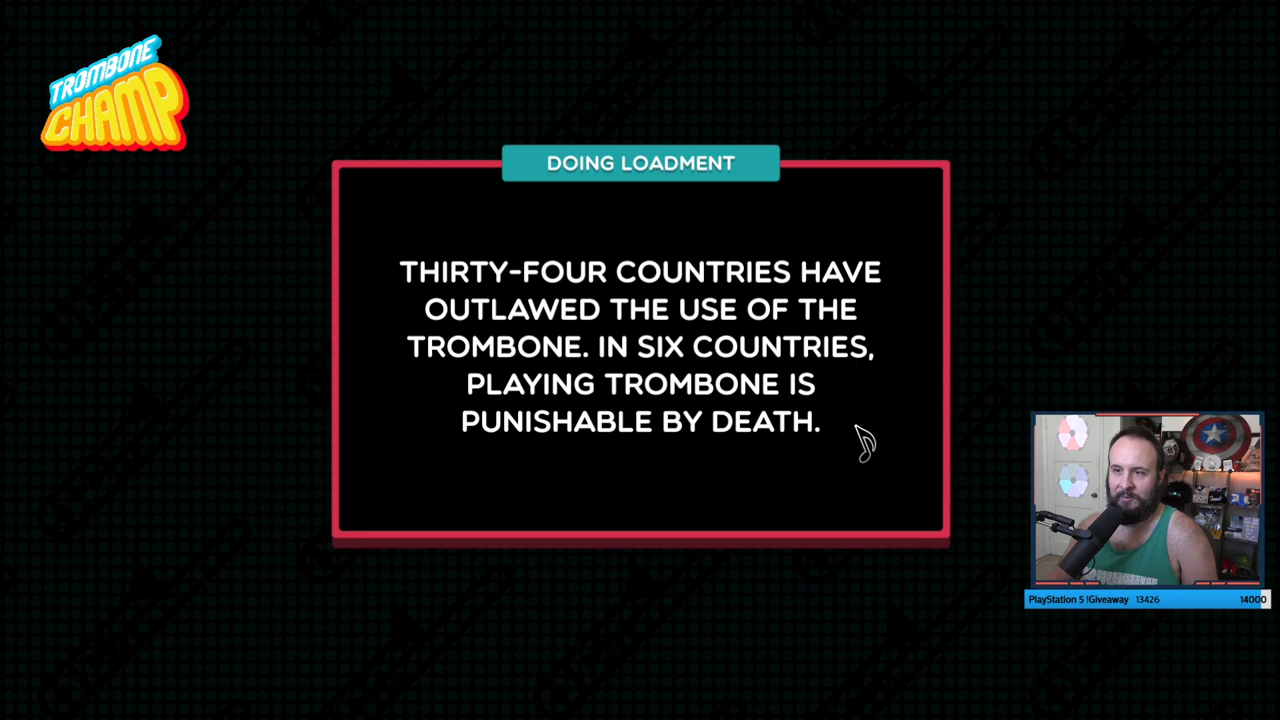 TROMBONE
CHAMP
DOING LOADMENT
THIRTY-FOUR COUNTRIES HAVE
OUTLAWED THE USE OF THE
TROMBONE. IN SIX COUNTRIES,
PLAYING TROMBONE IS
PUNISHABLE BY DEATH.
PlayStation 5 !Giveaway 13426 14000